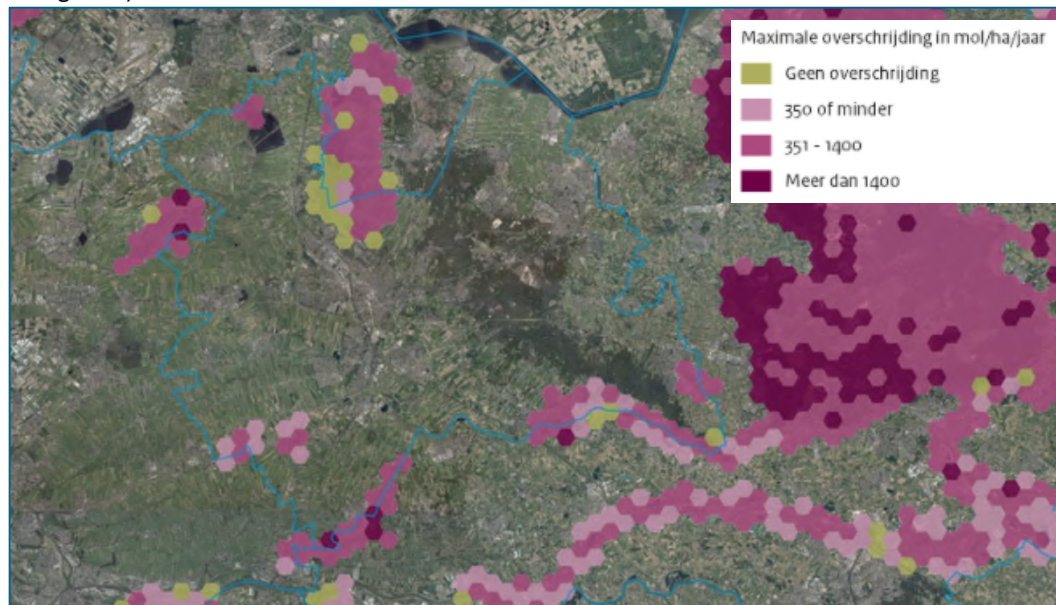 Maximale overschrijding in mol/ha/jaar
Geen overschrijding
350 of minder
351 - 1400
Meer dan 1400